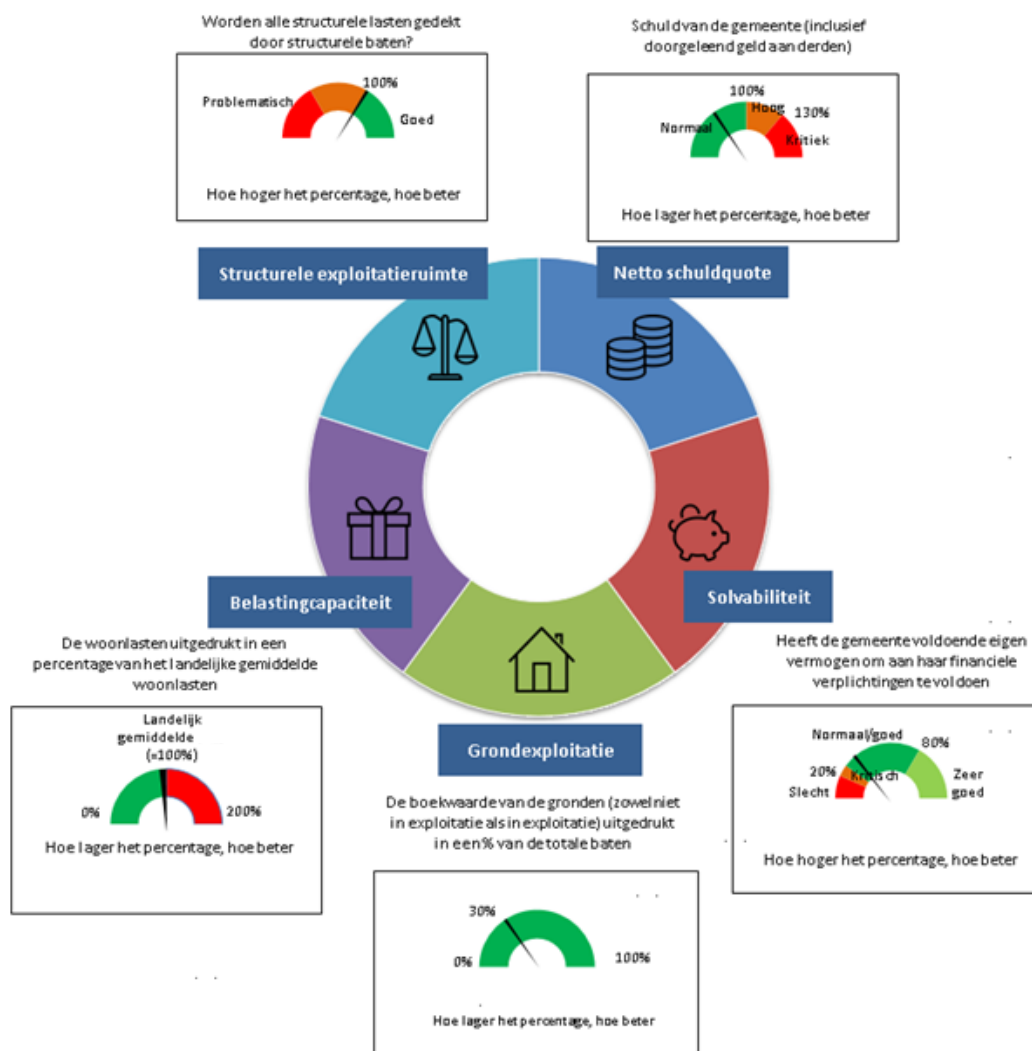 Worden alle structurele lasten gedekt
door structurele baten?
100%
Problematisch
Goed
Hoe hoger het percentage, hoe beter
Schuld van de gemeente (inclusief
doorgeleend geld aan derden)
100%
Hoog
130%
Normaal
Kritiek
Hoe lager het percentage, hoe beter
Structurele exploitatieruimte
Netto schuldquote
Belastingcapaciteit
Solvabiliteit
Grondexploitatie
De woonlasten uitgedrukt in een
percentage van het landelijke gemiddelde
woonlasten
Landelijk
gemiddelde
(=100%)
0%
200%
Hoe lager het percentage, hoe beter
De boekwaarde van de gronden (zowel niet
in exploitatie als in exploitatie) uitgedrukt
in een % van de totale baten
30%
0%
100%
Hoe lager het percentage, hoe beter
Heeft de gemeente voldoende eigen
vermogen om aan haar financiele
verplichtingen te voldoen
Normaal/goed
80%
20%
Kritisch
Slecht
Zeer
goed
Hoe hoger het percentage, hoe beter